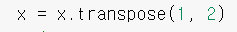 x = x.transpose(1, 2)